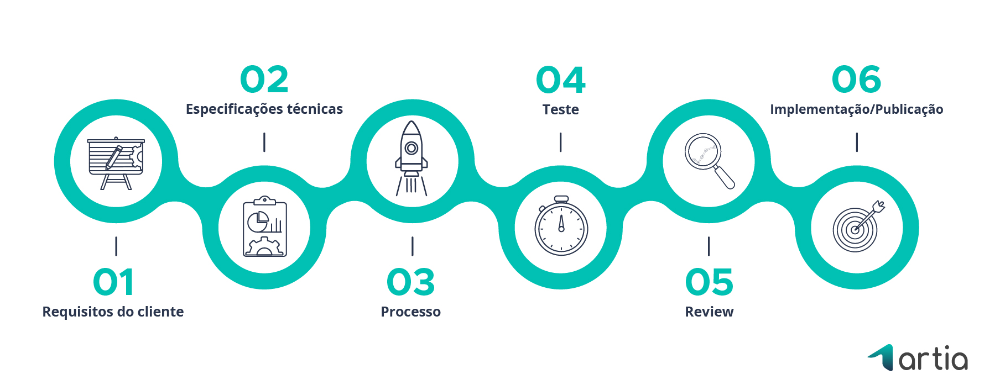 01
Requisitos do cliente
02
Especificações técnicas
03
Processo
04
Teste
05
Review
06
Implementação/Publicação
artia